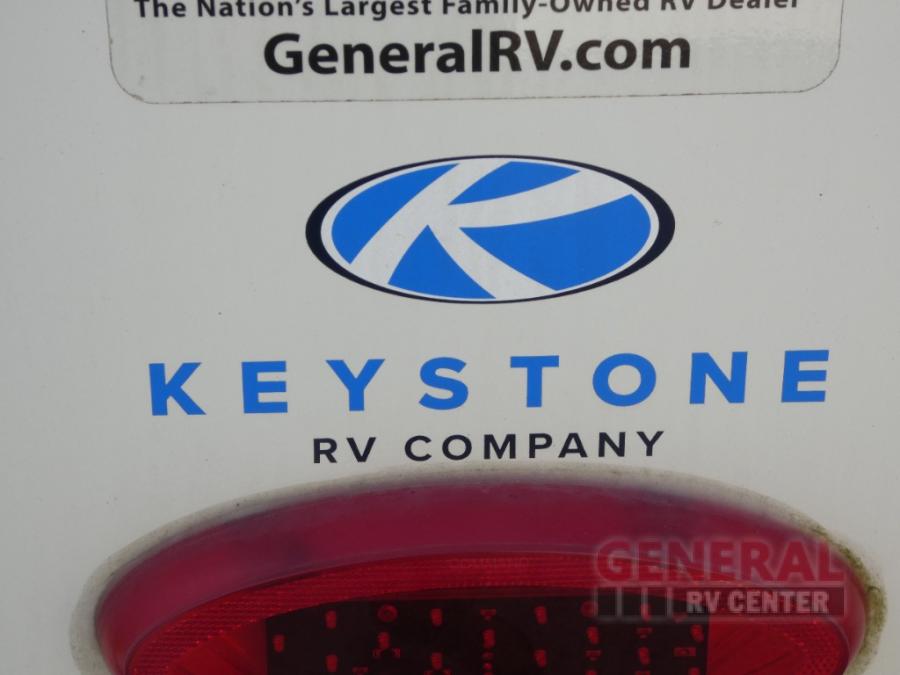 The Nation's Largest Family-Owned RV Dealer
GeneralRV.com
KEYSTONE
RV COMPANY
GENERAL
RV CENTER